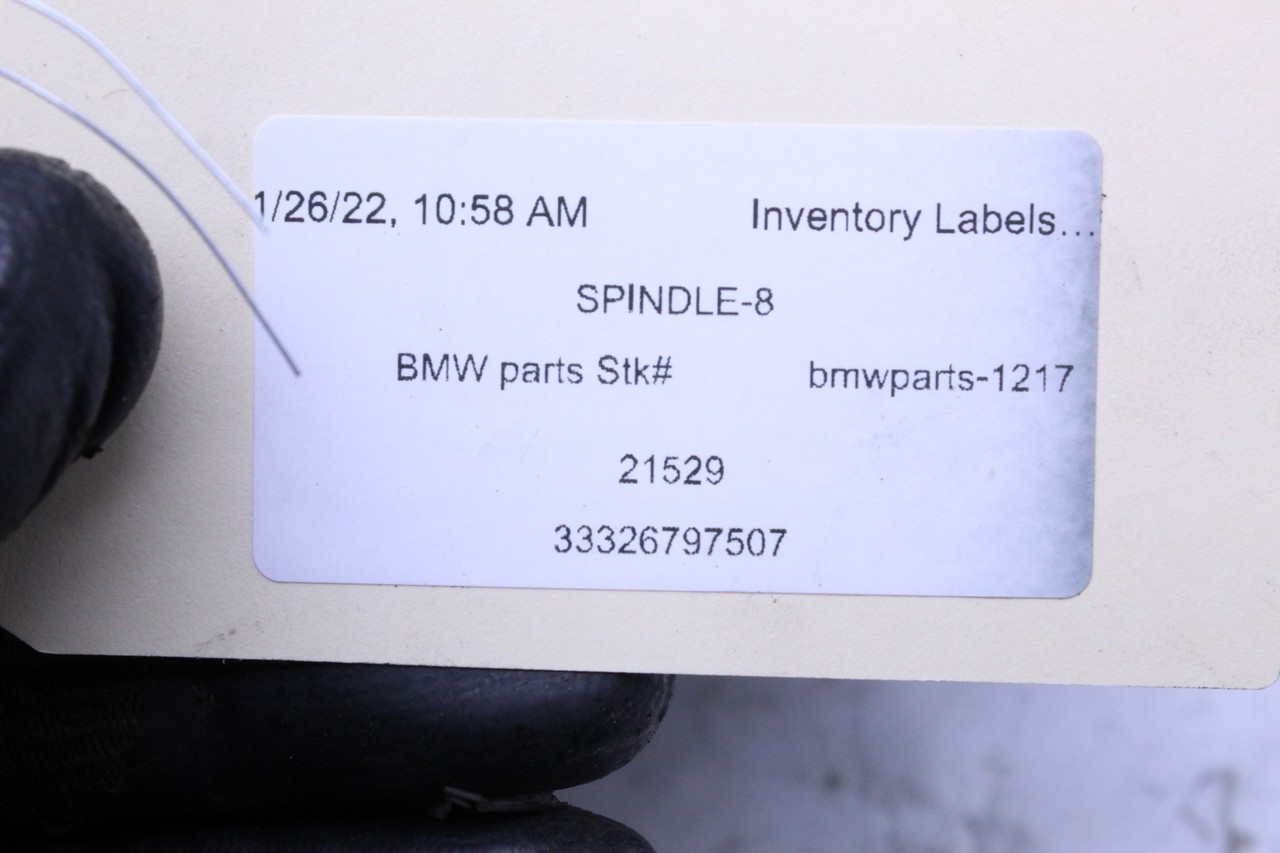 1/26/22, 10:58 AM Inventory Labels...
SPINDLE-8
BMW parts Stk# bmwparts-1217
21529
33326797507